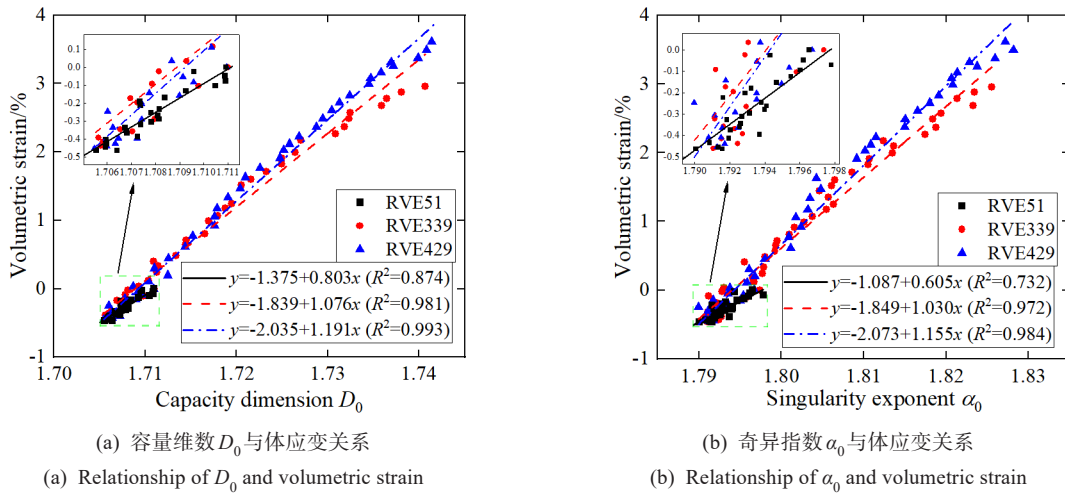 Volumetric strain/%
4
3
2
1
0
-1
0.1
0.0
-0.1
-0.2
-0.3
-0.4
-0.5
1.706 1.707 1.708 1.709 1.710 1.711
RVE51
RVE339
RVE429
y=-1.375+0.803x (R²=0.874)
y=-1.839+1.076x (R²=0.981)
y=-2.035+1.191x (R²=0.993)
1.70 1.71 1.72 1.73 1.74
Capacity dimension D₀
(a) 容量维数D₀与体应变关系
(a) Relationship of D₀ and volumetric strain
Volumetric strain/%
4
3
2
1
0
-1
0.0
-0.1
-0.2
-0.3
-0.4
-0.5
1.790 1.792 1.794 1.796 1.798
RVE51
RVE339
RVE429
y=-1.087+0.605x (R²=0.732)
y=-1.849+1.030x (R²=0.972)
y=-2.073+1.155x (R²=0.984)
1.79 1.80 1.81 1.82 1.83
Singularity exponent α₀
(b) 奇异指数α₀与体应变关系
(b) Relationship of α₀ and volumetric strain